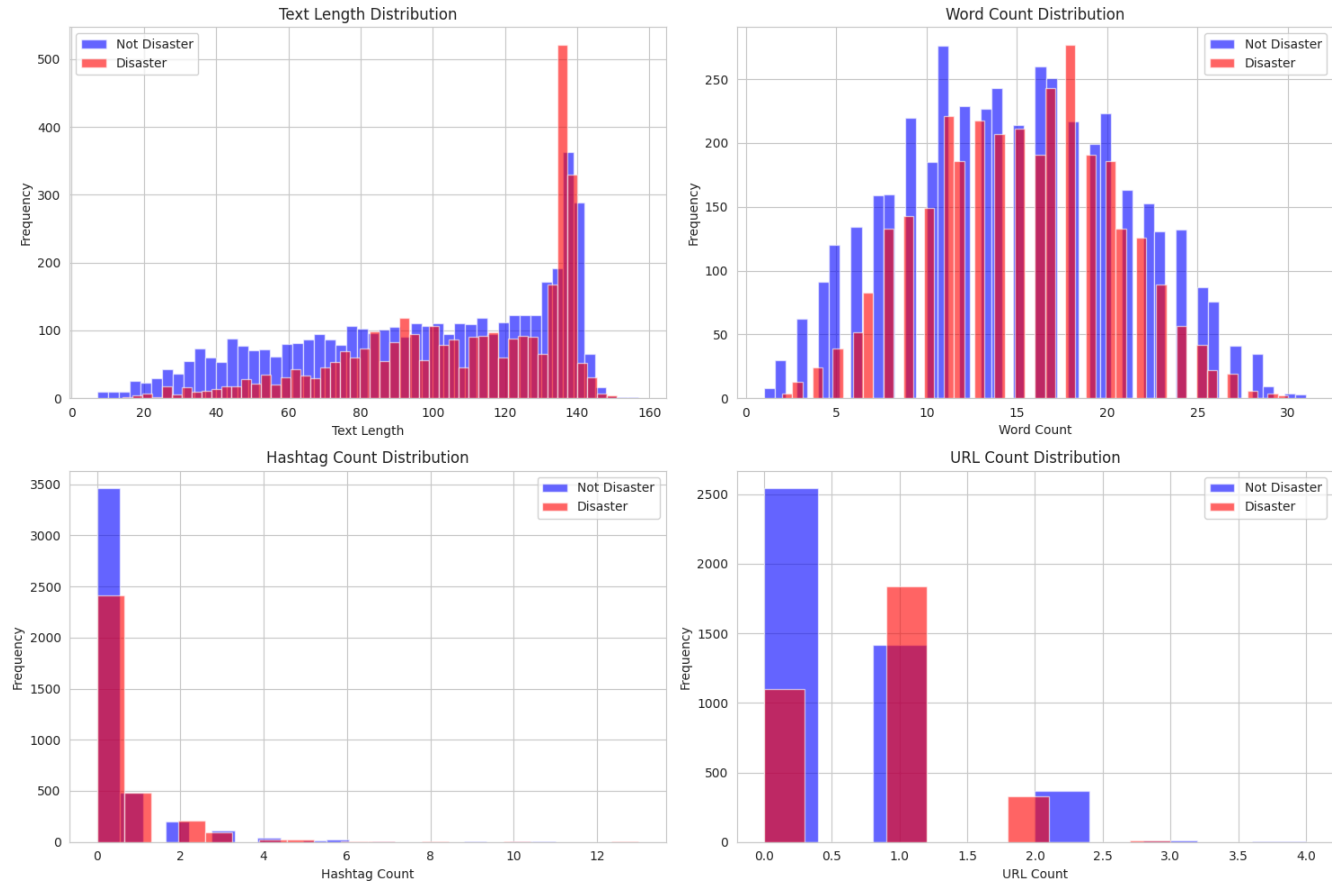 Text Length Distribution
Not Disaster
Disaster
500
400
300
200
100
0
Frequency
0 20 40 60 80 100 120 140 160
Text Length
Word Count Distribution
Not Disaster
Disaster
250
200
150
100
50
0
Frequency
0 5 10 15 20 25 30
Word Count
Hashtag Count Distribution
Not Disaster
Disaster
3500
3000
2500
2000
1500
1000
500
0
Frequency
0 2 4 6 8 10 12
Hashtag Count
URL Count Distribution
Not Disaster
Disaster
2500
2000
1500
1000
500
0
Frequency
0.0 0.5 1.0 1.5 2.0 2.5 3.0 3.5 4.0
URL Count